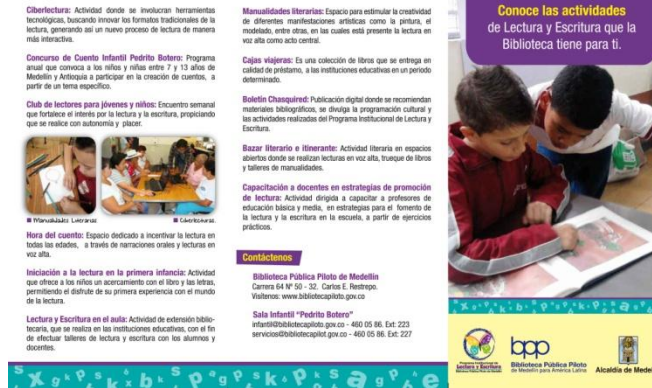 Ciberlectura: Actividad donde se involucran herramientas
tecnológicas, buscando innovar los formatos tradicionales de la
lectura, generando así un nuevo proceso de lectura de manera
más interactiva.
Concurso de Cuento Infantil Pedrito Botero: Programa
anual que convoca a los niños y niñas entre 7 y 13 años de
Medellín y Antioquia a participar en la creación de cuentos, a
partir de un tema específico.
Club de lectores para jóvenes y niños: Encuentro semanal
que fortalece el interés por la lectura y la escritura, propiciando
que se realice con autonomía y placer.
Manualidades Literarias
Ciberlecturas.
Hora del cuento: Espacio dedicado a incentivar la lectura en
todas las edades, a través de narraciones orales y lecturas en
voz alta.
Iniciación a la lectura en la primera infancia: Actividad
que ofrece a los niños un acercamiento con el libro y las letras,
permitiendo el disfrute de su primera experiencia con el mundo
de la lectura.
Lectura y Escritura en el aula: Actividad de extensión biblio-
tecaria, que se realiza en las instituciones educativas, con el fin
de efectuar talleres de lectura y escritura con los alumnos y
docentes.
Manualidades literarias: Espacio para estimular la creatividad
de diferentes manifestaciones artísticas como la pintura, el
modelado, entre otras, en las cuales está presente la lectura en
voz alta como acto central.
Cajas viajeras: Es una colección de libros que se entrega en
calidad de préstamo, a las instituciones educativas en un periodo
determinado.
Boletín Chasquired: Publicación digital donde se recomiendan
materiales bibliográficos, se divulga la programación cultural y
las actividades realizadas del Programa Institucional de Lectura y
Escritura.
Bazar literario e itinerante: Actividad literaria en espacios
abiertos donde se realizan lecturas en voz alta, trueque de libros
y talleres de manualidades.
Capacitación a docentes en estrategias de promoción
de lectura: Actividad dirigida a capacitar a profesores de
educación básica y media, en estrategias para el fomento de
la lectura y la escritura en la escuela, a partir de ejercicios
prácticos.
Contáctenos
Biblioteca Pública Piloto de Medellín
Carrera 64 Nº 50 - 32. Carlos E. Restrepo.
Visítenos: www.bibliotecapiloto.gov.co
Sala Infantil "Pedrito Botero"
infantil@bibliotecapiloto.gov.co - 460 05 86. Ext: 223
servicios@bibliotecapilot.gov.co - 460 05 86. Ext: 227
Conoce las actividades
de Lectura y Escritura que la
Biblioteca tiene para ti.
Lectura y Escritura
bpp
Biblioteca Pública Piloto
de Medellín para América Latina
Alcaldía de Medel